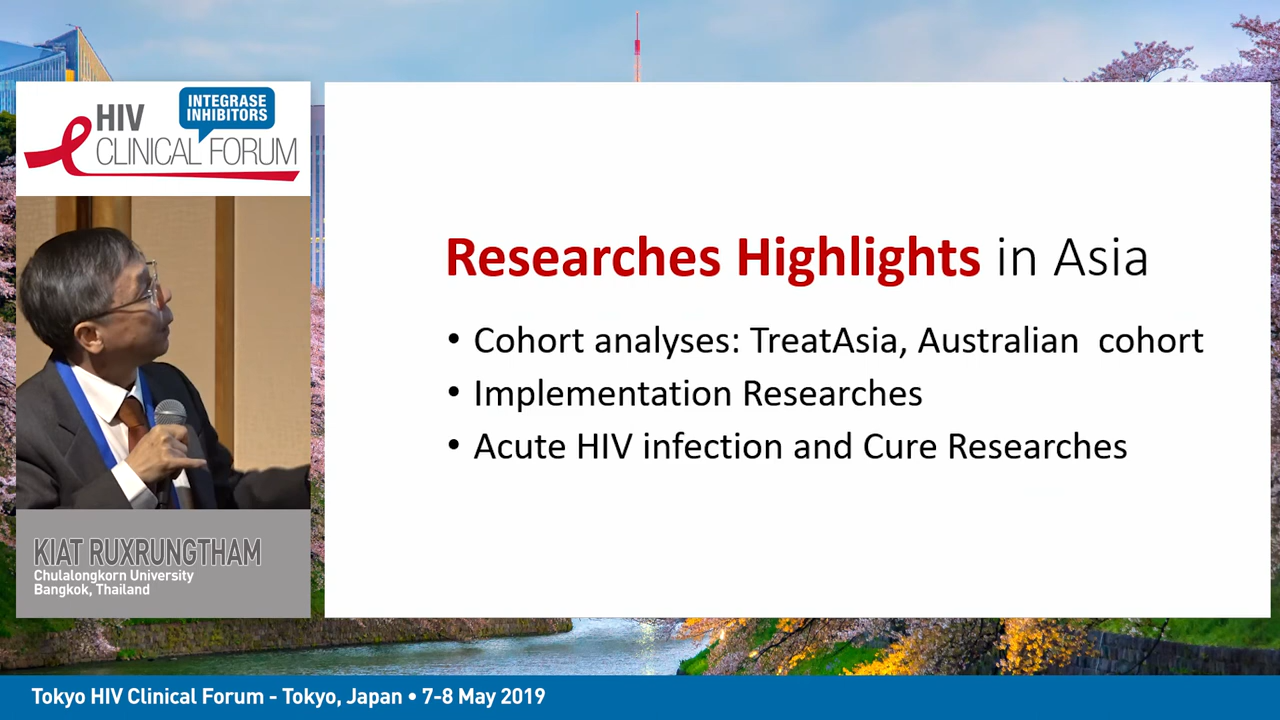 HIV
INTEGRASE
INHIBITORS
CLINICAL FORUM
Researches Highlights in Asia
• Cohort analyses: TreatAsia, Australian cohort
• Implementation Researches
• Acute HIV infection and Cure Researches
KIAT RUXRUNGTHAM
Chulalongkorn University
Bangkok, Thailand
Tokyo HIV Clinical Forum - Tokyo, Japan • 7-8 May 2019